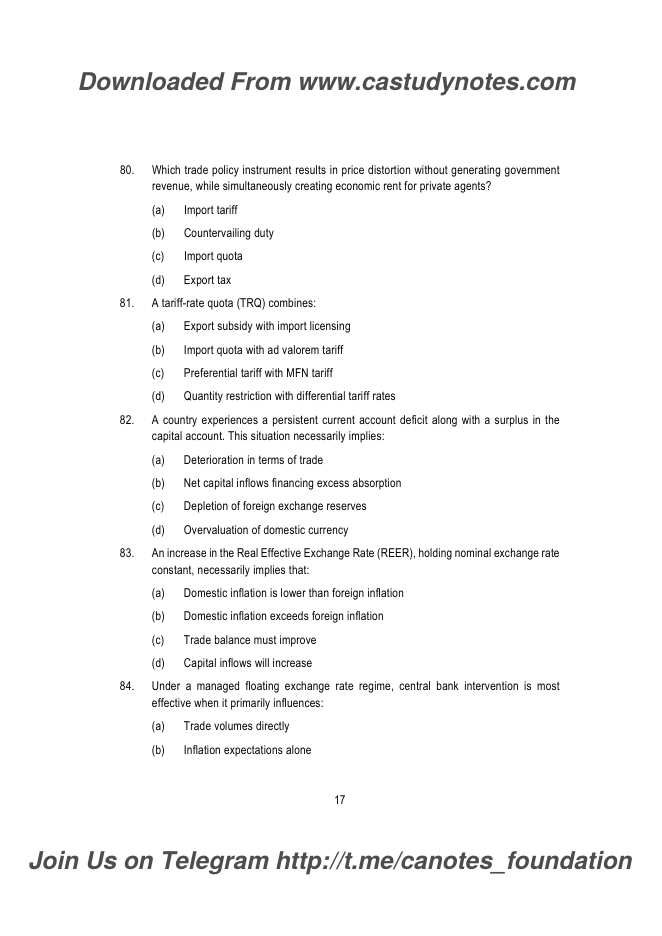 Downloaded From www.castudynotes.com
80. Which trade policy instrument results in price distortion without generating government
revenue, while simultaneously creating economic rent for private agents?
(a) Import tariff
(b) Countervailing duty
(c) Import quota
(d) Export tax
81. A tariff-rate quota (TRQ) combines:
(a) Export subsidy with import licensing
(b) Import quota with ad valorem tariff
(c) Preferential tariff with MFN tariff
(d) Quantity restriction with differential tariff rates
82. A country experiences a persistent current account deficit along with a surplus in the
capital account. This situation necessarily implies:
(a) Deterioration in terms of trade
(b) Net capital inflows financing excess absorption
(c) Depletion of foreign exchange reserves
(d) Overvaluation of domestic currency
83. An increase in the Real Effective Exchange Rate (REER), holding nominal exchange rate
constant, necessarily implies that:
(a) Domestic inflation is lower than foreign inflation
(b) Domestic inflation exceeds foreign inflation
(c) Trade balance must improve
(d) Capital inflows will increase
84. Under a managed floating exchange rate regime, central bank intervention is most
effective when it primarily influences:
(a) Trade volumes directly
(b) Inflation expectations alone
17
Join Us on Telegram http://t.me/canotes_foundation